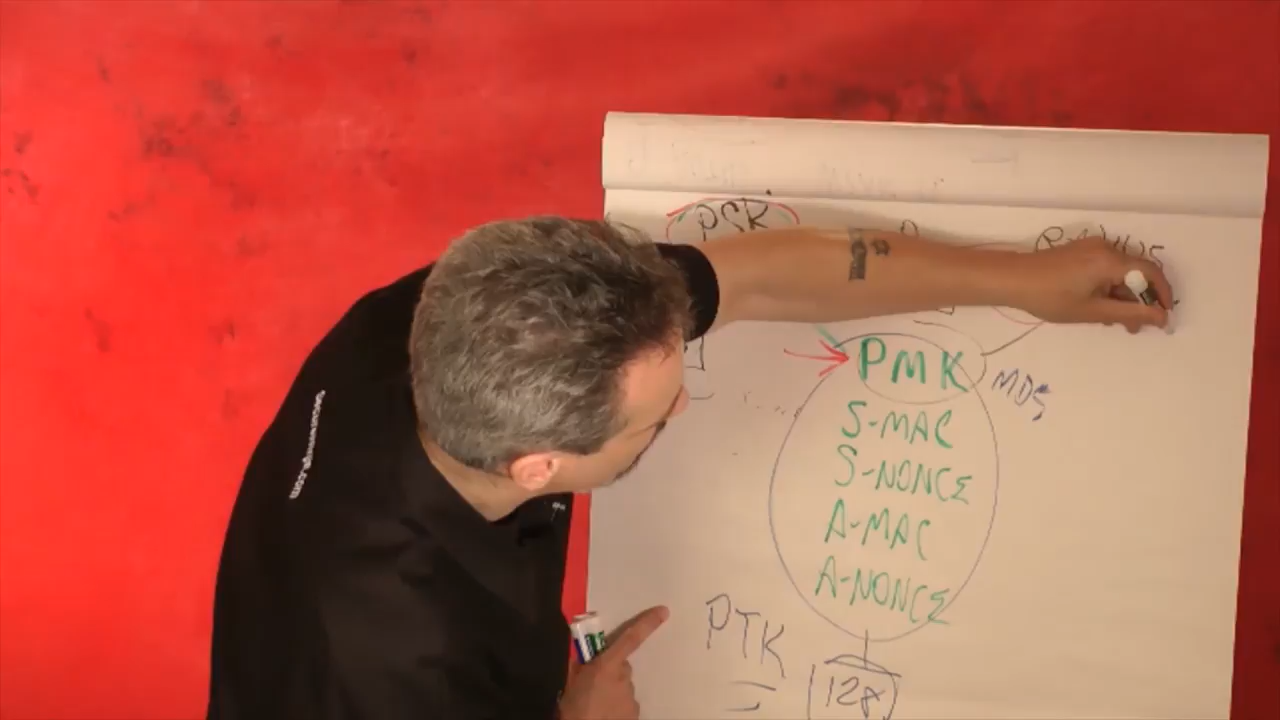 PSK
RADIUS
PMK
MD5
S-MAC
S-NONCE
A-MAC
A-NONCE
PTK
128